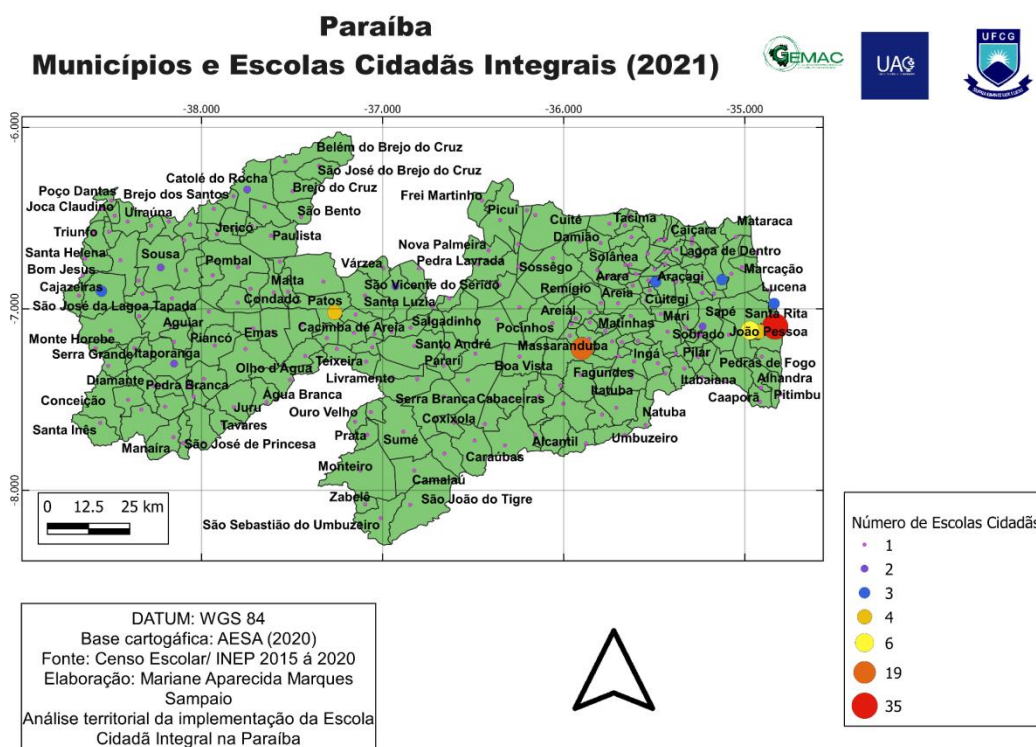 Paraíba
Municípios e Escolas Cidadãs Integrais (2021)
GEMAC
UAC
UFCG
-38.000 -37.000 -36.000 -35.000
-6.000
-7.000
-8.000
Belém do Brejo do Cruz
São José do Brejo do Cruz
Catolé do Rocha
Brejo do Cruz
Poço Dantas
Brejo dos Santos
Joca Claudino
Uiraúna
São Bento
Triunfo
Jericó
Paulista
Santa Helena
Sousa
Pombal
Bom Jesus
Cajazeiras
Malta
Várzea
São José da Lagoa Tapada
Condado
Patos
Santa Luzia
São Vicente do Seridó
Frei Martinho
Picuí
Nova Palmeira
Pedra Lavrada
Cuité
Damião
Sossêgo
Tacima
Caiçara
Mataraca
Solânea
Lagoa de Dentro
Arara
Araçagi
Marcação
Remígio
Areia
Cuitegi
Lucena
Areial
Mari
Sapé
Santa Rita
Monte Horebe
Aguiar
Cacimba de Areia
Salgadinho
Pocinhos
Matinhas
Sobrado
João Pessoa
Serra Grande
Itaporanga
Piancó
Emas
Santo André
Massaranduba
Ingá
Pilar
Pedras de Fogo
Diamante
Pedra Branca
Olho d'Água
Teixeira
Parari
Boa Vista
Fagundes
Itabaiana
Alhandra
Conceição
Água Branca
Livramento
Serra Branca
Cabaceiras
Itatuba
Caaporã
Pitimbu
Juru
Ouro Velho
Coxixola
Natuba
Santa Inês
Tavares
Prata
Sumé
Alcantil
Umbuzeiro
Manaíra
São José de Princesa
Caraúbas
Monteiro
Camalaú
Zabelê
São João do Tigre
São Sebastião do Umbuzeiro
0 12.5 25 km
Número de Escolas Cidadãs
1
2
3
4
6
19
35
DATUM: WGS 84
Base cartogáfica: AESA (2020)
Fonte: Censo Escolar/ INEP 2015 á 2020
Elaboração: Mariane Aparecida Marques
Sampaio
Análise territorial da implementação da Escola
Cidadã Integral na Paraíba